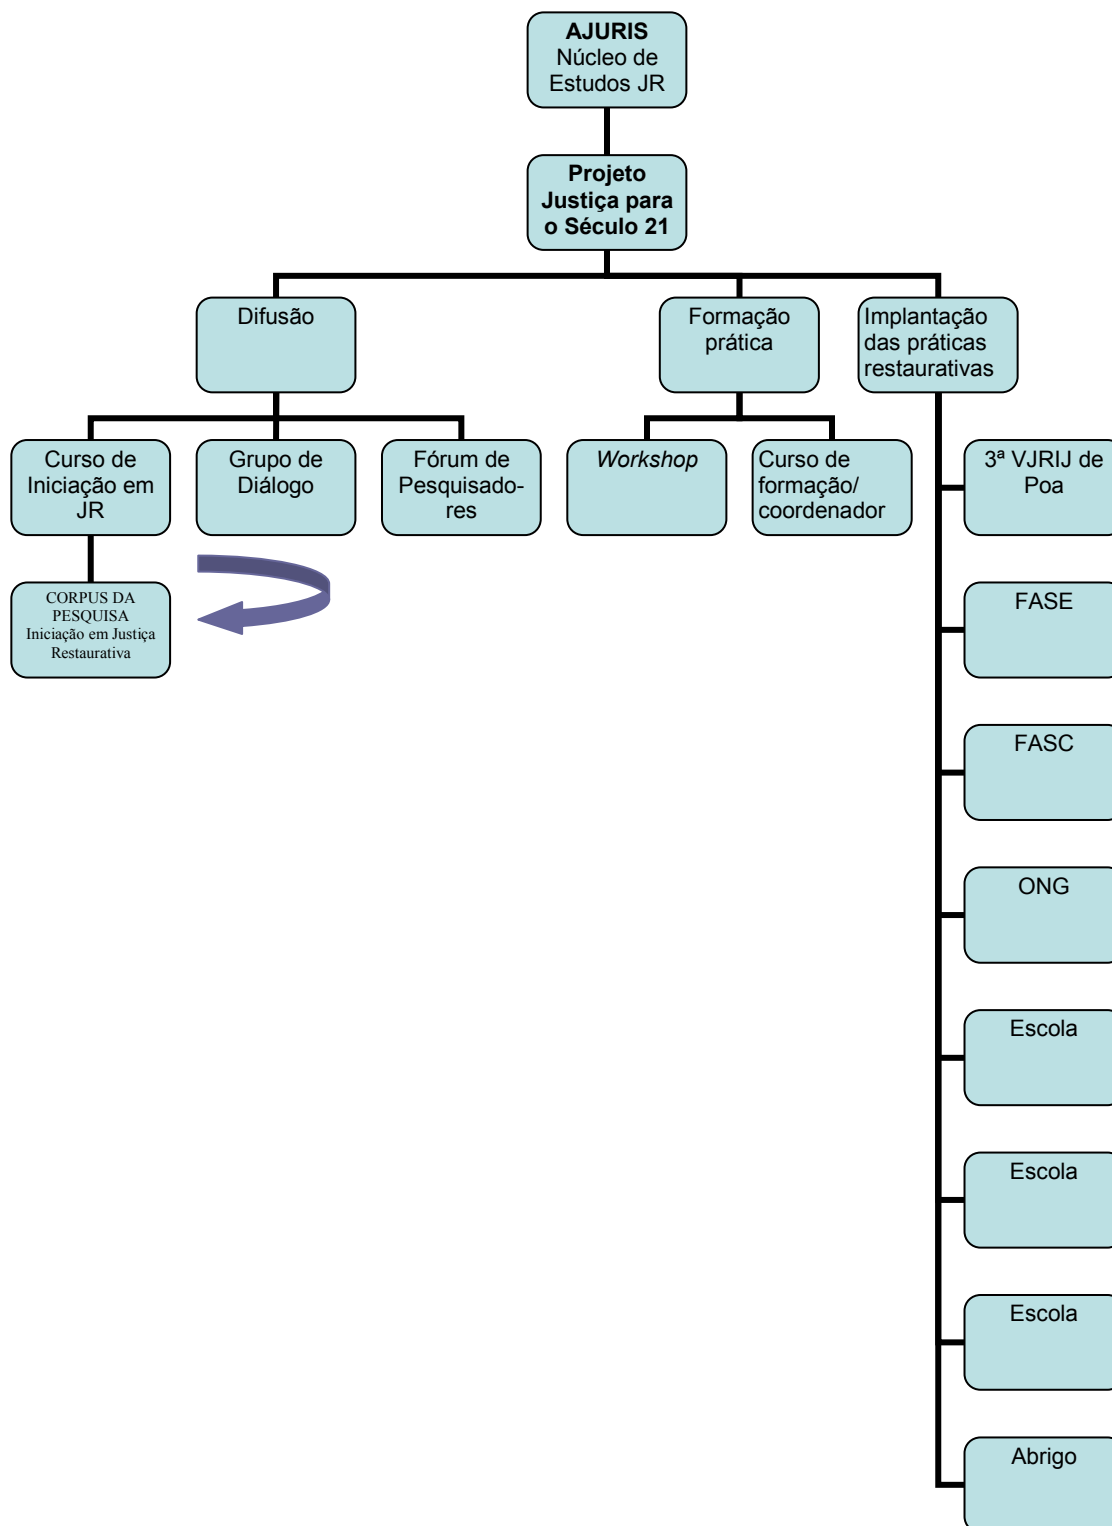 AJURIS
Núcleo de
Estudos JR
Projeto
Justiça para
o Século 21
Difusão
Formação
prática
Implantação
das práticas
restaurativas
Curso de
Iniciação em
JR
Grupo de
Diálogo
Fórum de
Pesquisado-
res
Workshop
Curso de
formação/
coordenador
3ª VJRIJ de
Poa
CORPUS DA
PESQUISA
Iniciação em Justiça
Restaurativa
FASE
FASC
ONG
Escola
Escola
Escola
Abrigo